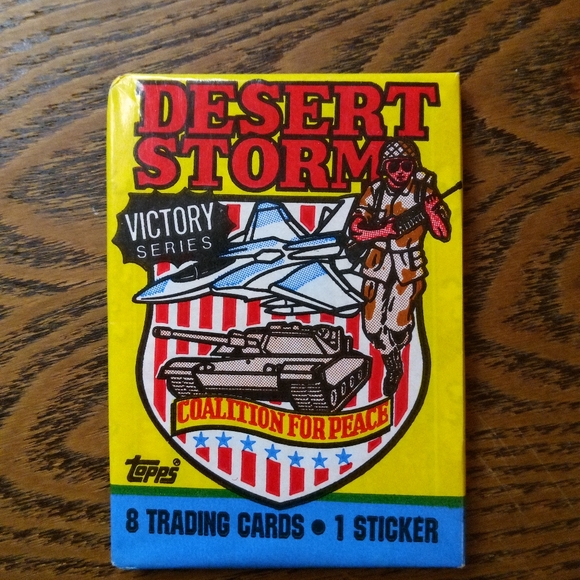 DESERT
STORM
VICTORY
SERIES
COALITION FOR PEACE
Topps
8 TRADING CARDS • 1 STICKER